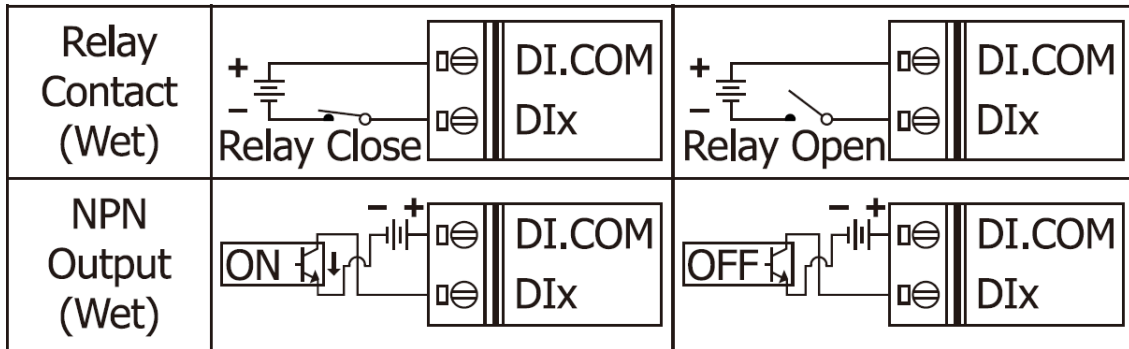 Relay
Contact
(Wet)
+
−
Relay Close
DI.COM
DIx
+
−
Relay Open
DI.COM
DIx
NPN
Output
(Wet)
− +
ON
DI.COM
DIx
− +
OFF
DI.COM
DIx